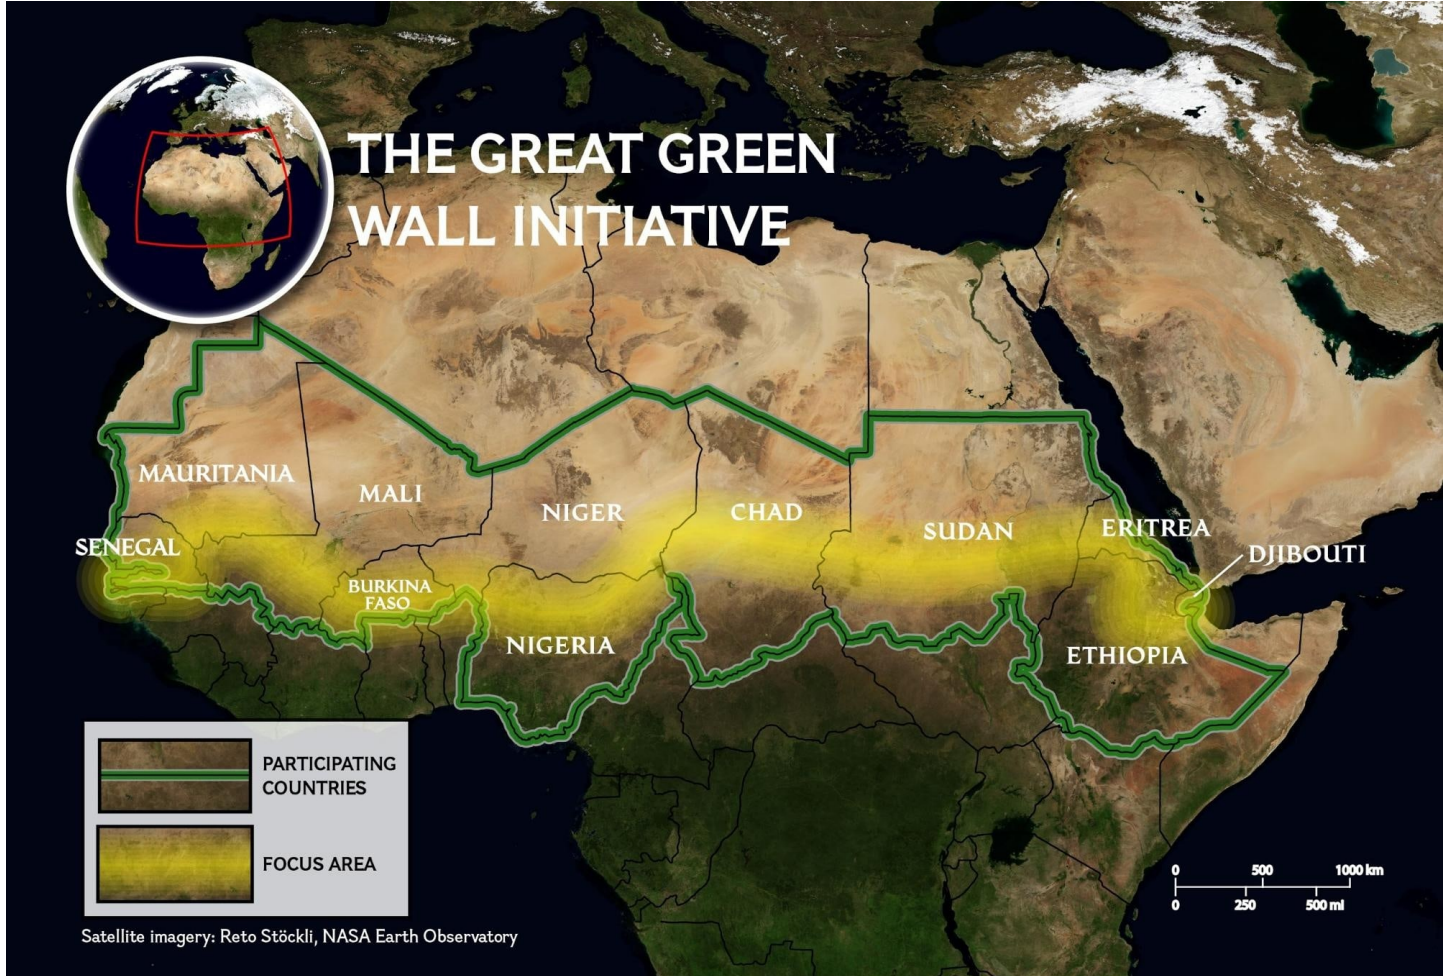 THE GREAT GREEN
WALL INITIATIVE
MAURITANIA
MALI
NIGER
CHAD
SUDAN
ERITREA
SENEGAL
DJIBOUTI
BURKINA
FASO
NIGERIA
ETHIOPIA
PARTICIPATING
COUNTRIES
FOCUS AREA
0 500 1000 km
0 250 500 mi
Satellite imagery: Reto Stöckli, NASA Earth Observatory